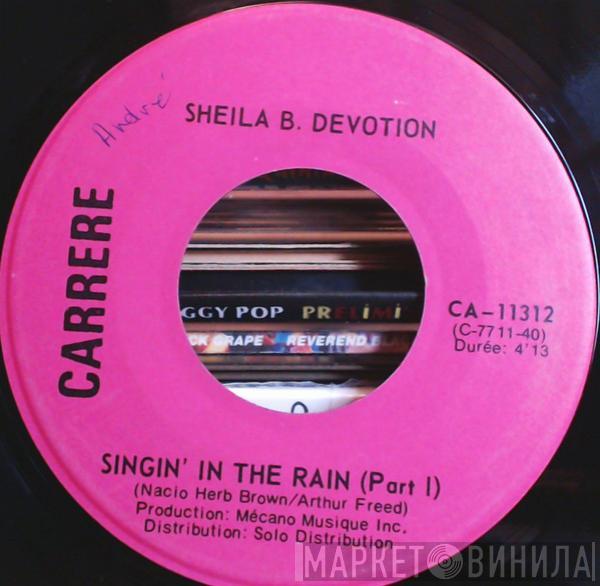 André
SHEILA B. DEVOTION
CARRERE
GGY POP PRELIMI
CK GRAPE REVEREND BLAC
CA-11312
(C-7711-40)
Durée: 4'13
SINGIN' IN THE RAIN (Part I)
(Nacio Herb Brown/Arthur Freed)
Production: Mécano Musique Inc.
Distribution: Solo Distribution
МАРКЕТ ВИНИЛА